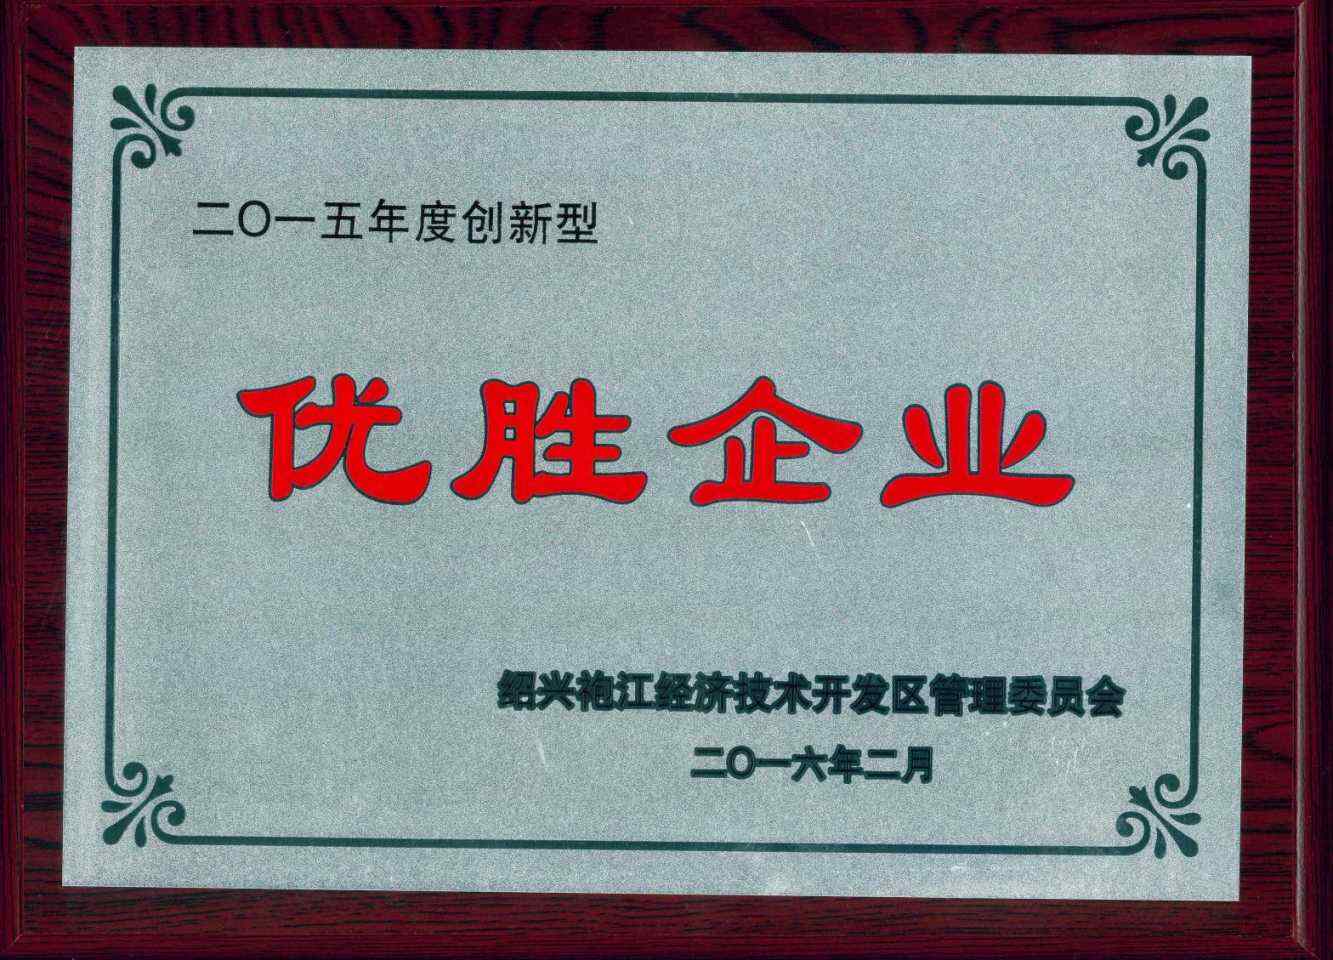 二〇一五年度创新型
优胜企业
绍兴袍江经济技术开发区管理委员会
二〇一六年二月